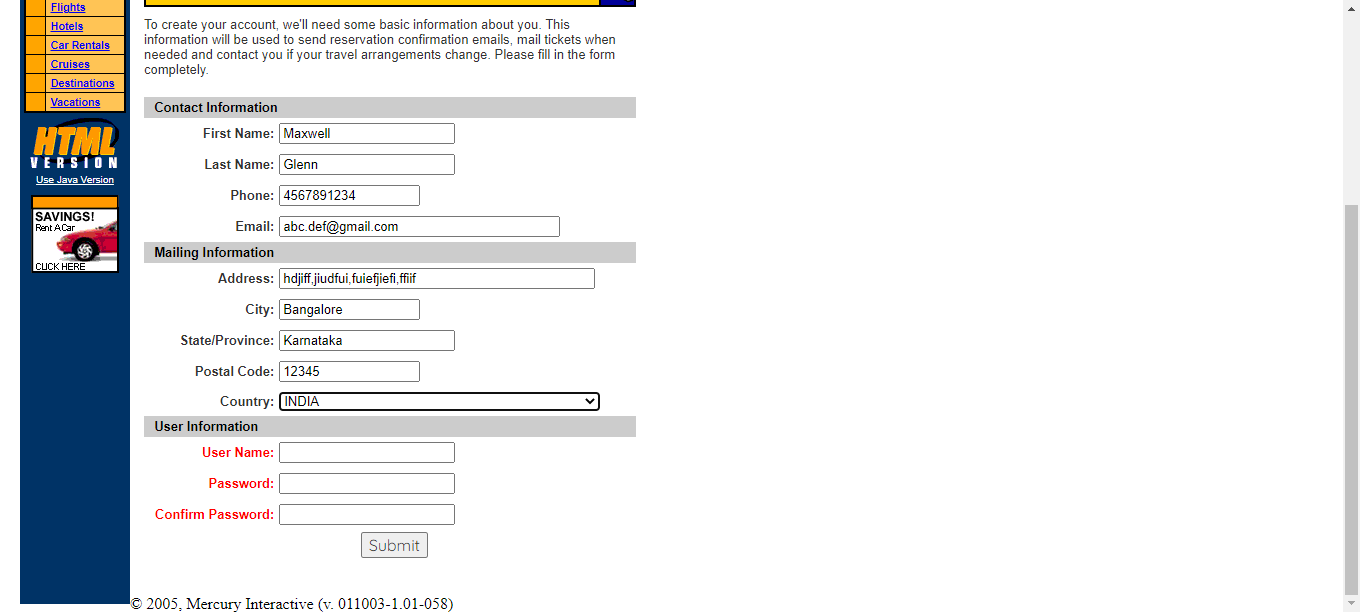 Flights
Hotels
Car Rentals
Cruises
Destinations
Vacations
HTML
VERSION
Use Java Version
SAVINGS!
Rent A Car
CLICK HERE
To create your account, we'll need some basic information about you. This
information will be used to send reservation confirmation emails, mail tickets when
needed and contact you if your travel arrangements change. Please fill in the form
completely.
Contact Information
First Name: Maxwell
Last Name: Glenn
Phone: 4567891234
Email: abc.def@gmail.com
Mailing Information
Address: hdjiff,jiudfui,fuiefjiefi,ffiif
City: Bangalore
State/Province: Karnataka
Postal Code: 12345
Country: INDIA
User Information
User Name:
Password:
Confirm Password:
Submit
© 2005, Mercury Interactive (v. 011003-1.01-058)